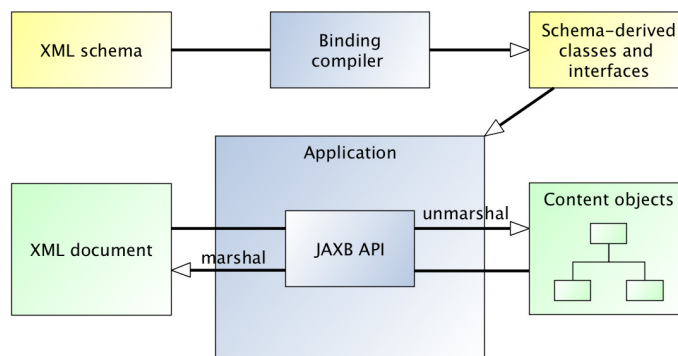 XML schema
Binding
compiler
Schema-derived
classes and
interfaces
Application
XML document
unmarshal
marshal
JAXB API
Content objects